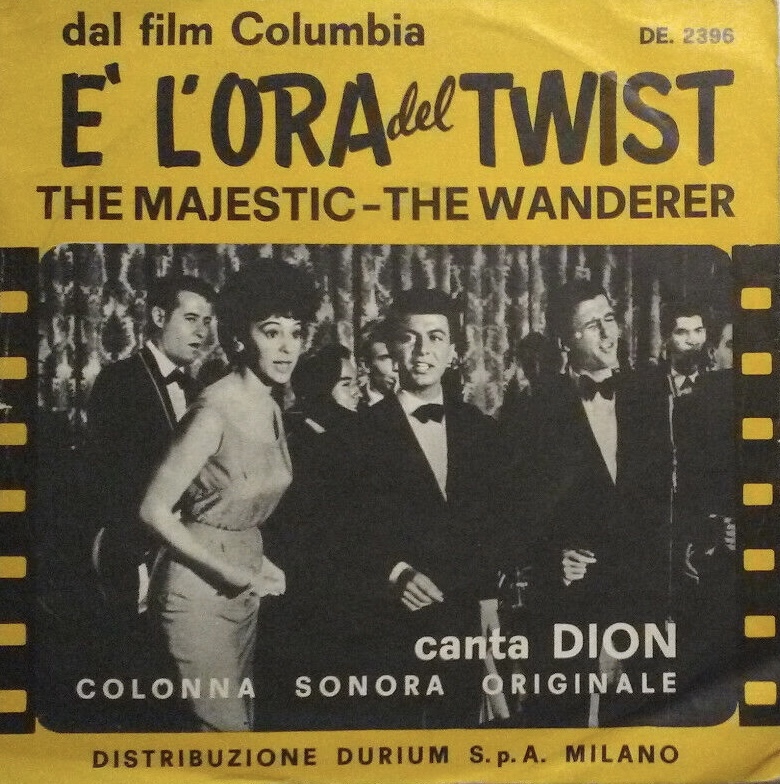 dal film Columbia
DE. 2396
E' L'ORA del TWIST
THE MAJESTIC-THE WANDERER
canta DION
COLONNA SONORA ORIGINALE
DISTRIBUZIONE DURIUM S.p.A. MILANO